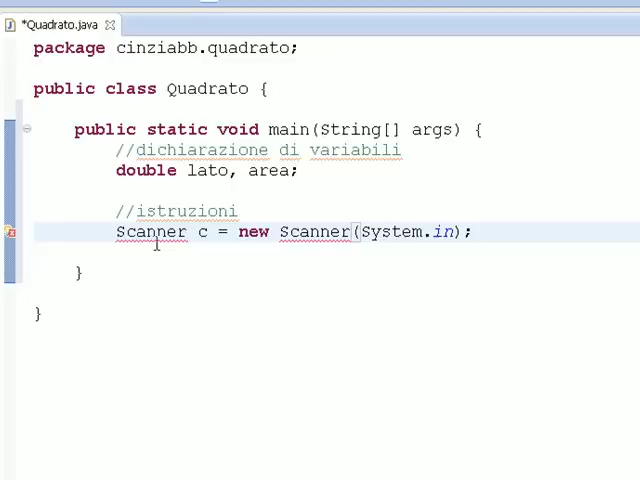 *Quadrato.java
package cinziabb.quadrato;
public class Quadrato {
public static void main(String[] args) {
//dichiarazione di variabili
double lato, area;
//istruzioni
Scanner c = new Scanner(System.in);
}
}